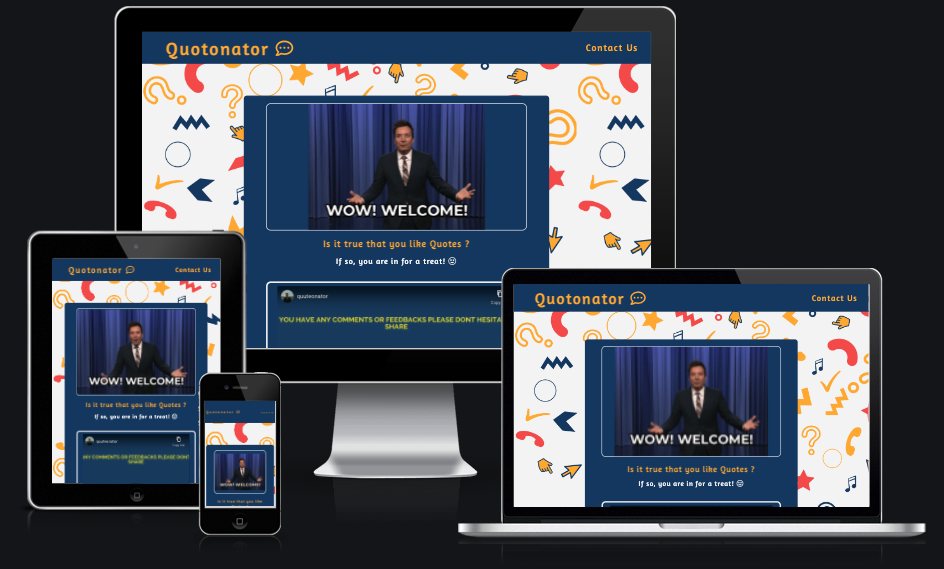 Quotonator
Contact Us
WOW! WELCOME!
Is it true that you like Quotes ?
If so, you are in for a treat!
quuteonator
Copy
YOU HAVE ANY COMMENTS OR FEEDBACKS PLEASE DONT HESITA
SHARE
Quotonator
Contact Us
WOW! WELCOME!
Is it true that you like Quotes ?
If so, you are in for a treat!
quuteonator
Copy link
ANY COMMENTS OR FEEDBACKS PLEASE DONT
SHARE
Quotonator
WOW! WELCOME!
Is it true that you like
Quotonator
Contact Us
WOW! WELCOME!
Is it true that you like Quotes ?
If so, you are in for a treat!